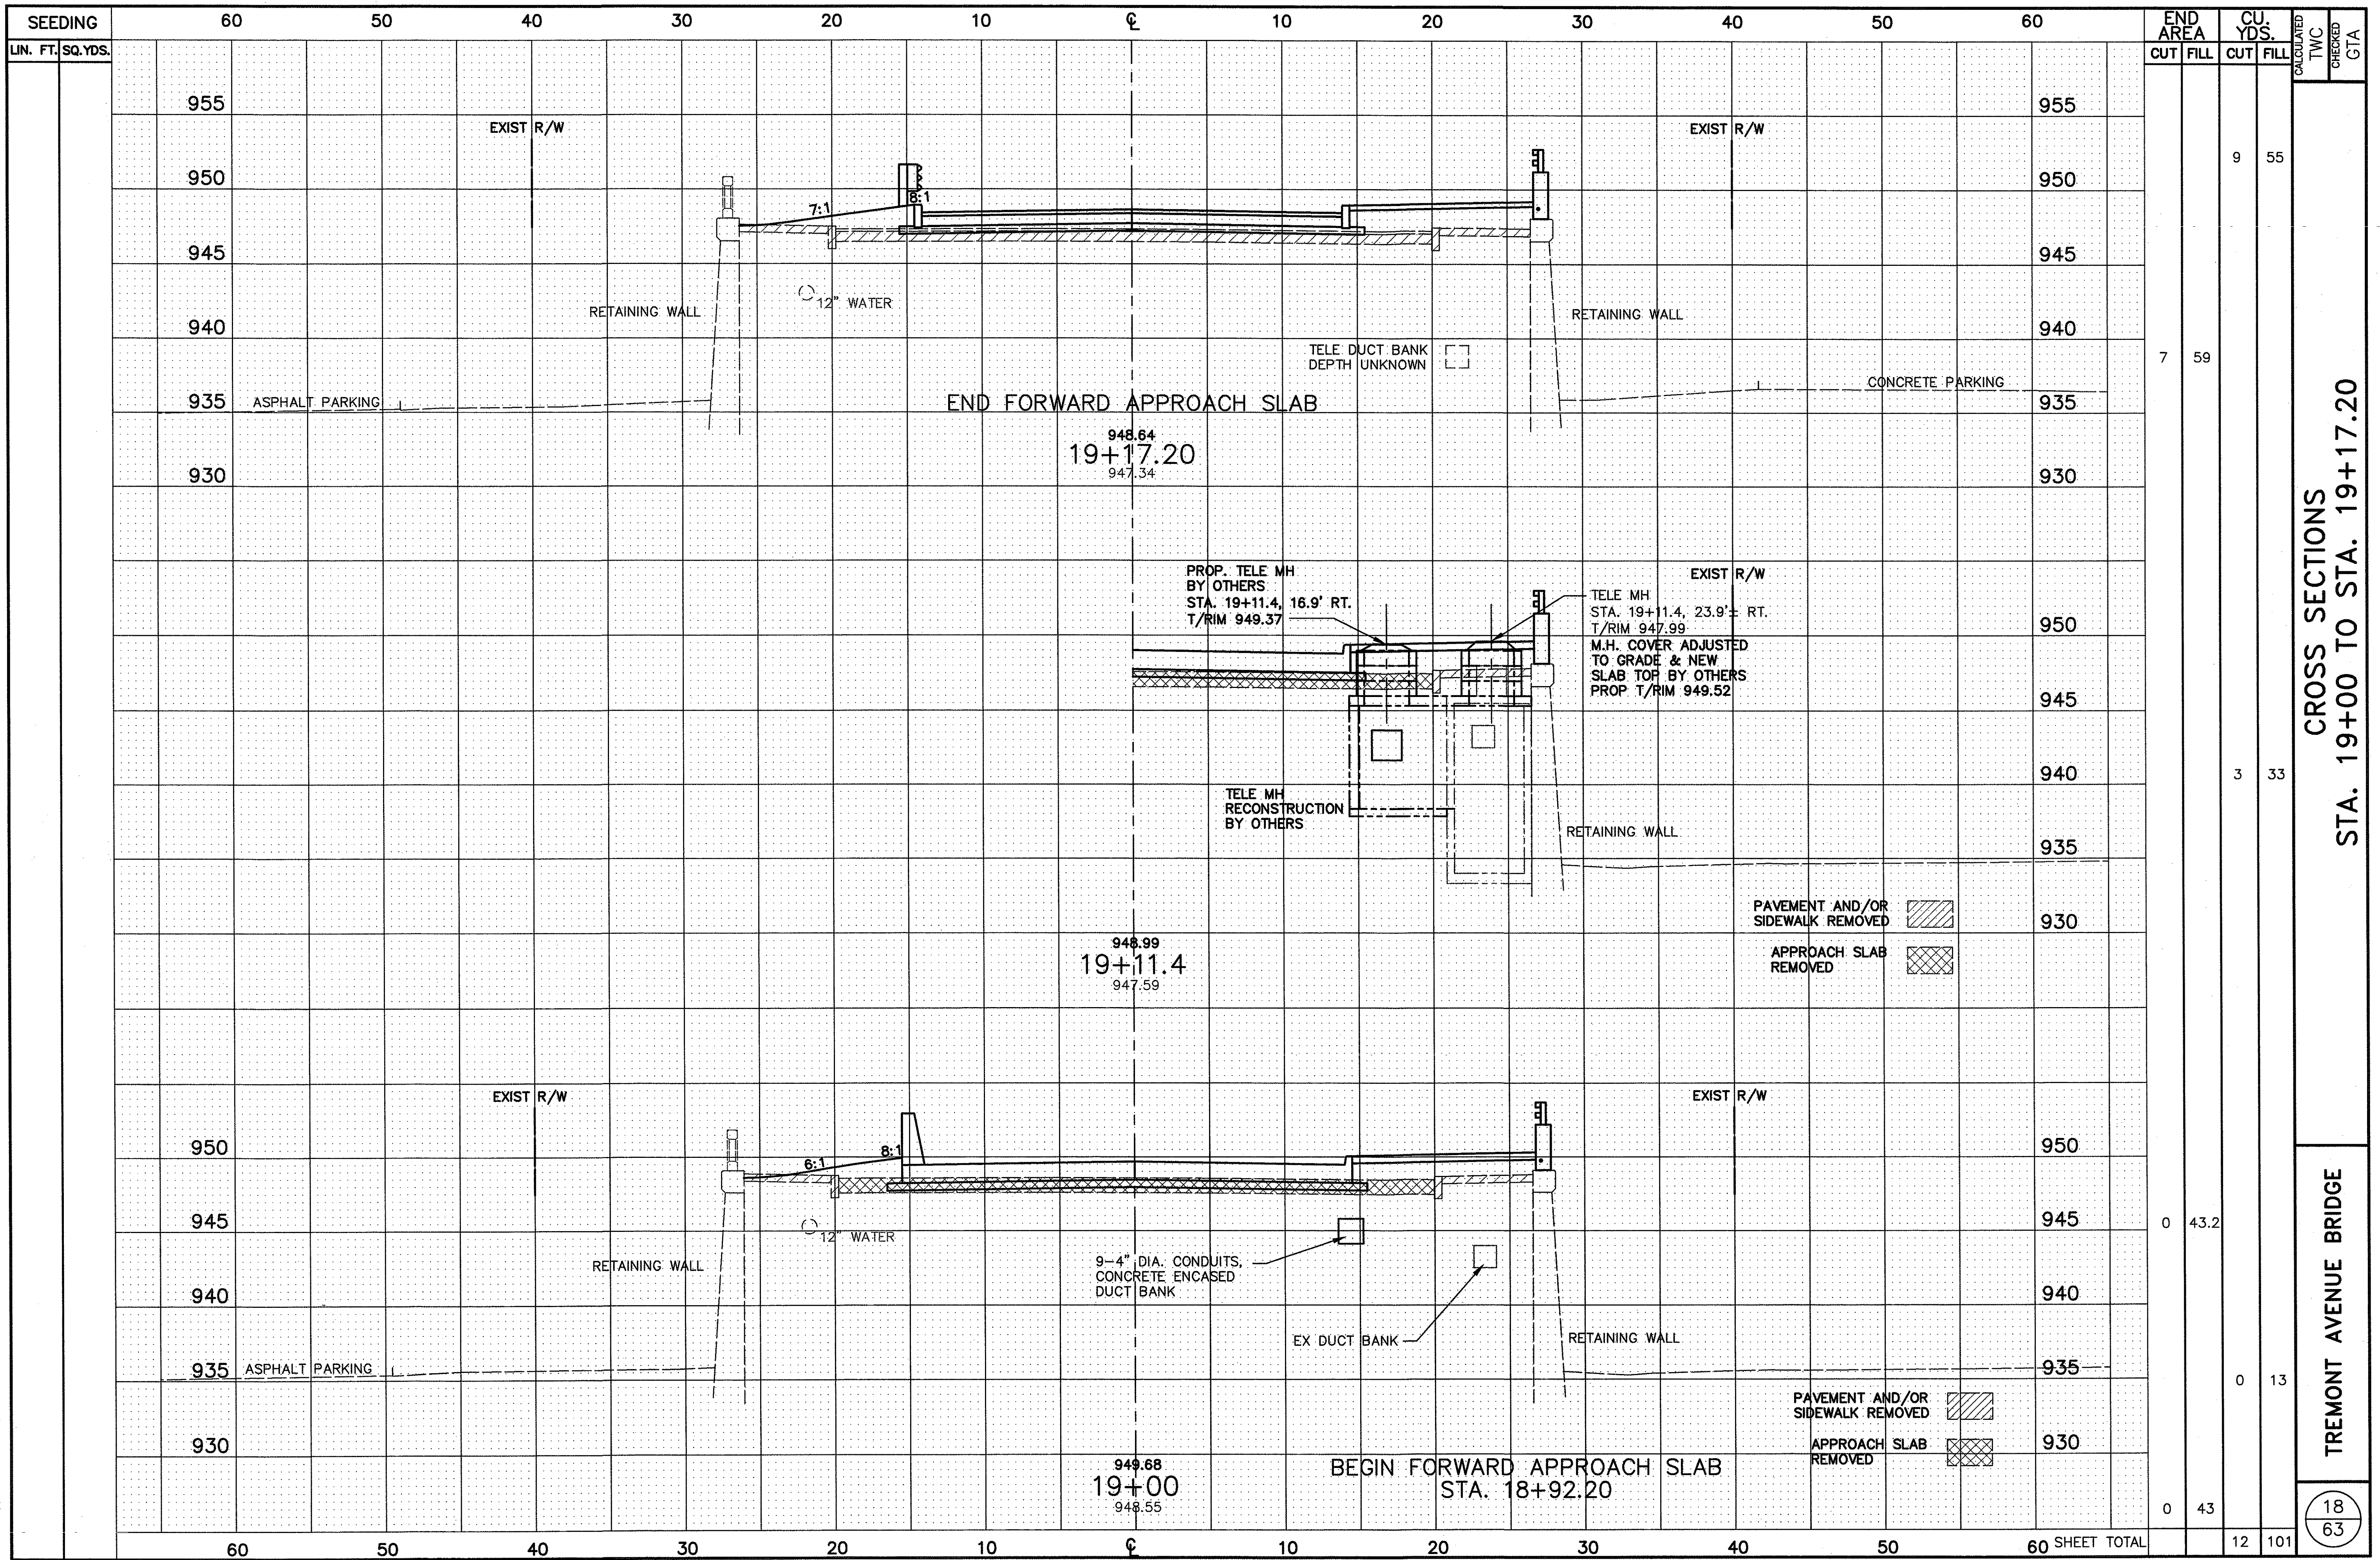 SEEDING
LIN. FT. SQ.YDS.
60 50 40 30 20 10 ℄ 10 20 30 40 50 60
END AREA
CUT FILL
CU. YDS.
CUT FILL
CALCULATED
TWC
CHECKED
GTA
955 955
EXIST R/W EXIST R/W
9 55
950 950
7:1 8:1
945 945
12" WATER
RETAINING WALL RETAINING WALL
940 940
TELE DUCT BANK
DEPTH UNKNOWN
7 59
ASPHALT PARKING CONCRETE PARKING
935 935
END FORWARD APPROACH SLAB
948.64
19+17.20
947.34
930 930
PROP. TELE MH
BY OTHERS
STA. 19+11.4, 16.9' RT.
T/RIM 949.37
EXIST R/W
TELE MH
STA. 19+11.4, 23.9'± RT.
T/RIM 947.99
M.H. COVER ADJUSTED
TO GRADE & NEW
SLAB TOP BY OTHERS
PROP T/RIM 949.52
950
945
940
3 33
TELE MH
RECONSTRUCTION
BY OTHERS
RETAINING WALL
935
PAVEMENT AND/OR
SIDEWALK REMOVED
930
APPROACH SLAB
REMOVED
948.99
19+11.4
947.59
EXIST R/W EXIST R/W
950 950
6:1 8:1
945 945
0 43.2
12" WATER
RETAINING WALL
9-4" DIA. CONDUITS,
CONCRETE ENCASED
DUCT BANK
940 940
EX DUCT BANK
RETAINING WALL
935 935
ASPHALT PARKING
0 13
PAVEMENT AND/OR
SIDEWALK REMOVED
930 930
APPROACH SLAB
REMOVED
949.68
19+00
948.55
BEGIN FORWARD APPROACH SLAB
STA. 18+92.20
0 43
60 50 40 30 20 10 ℄ 10 20 30 40 50 60
SHEET TOTAL 12 101
CROSS SECTIONS
STA. 19+00 TO STA. 19+17.20
TREMONT AVENUE BRIDGE
18
63